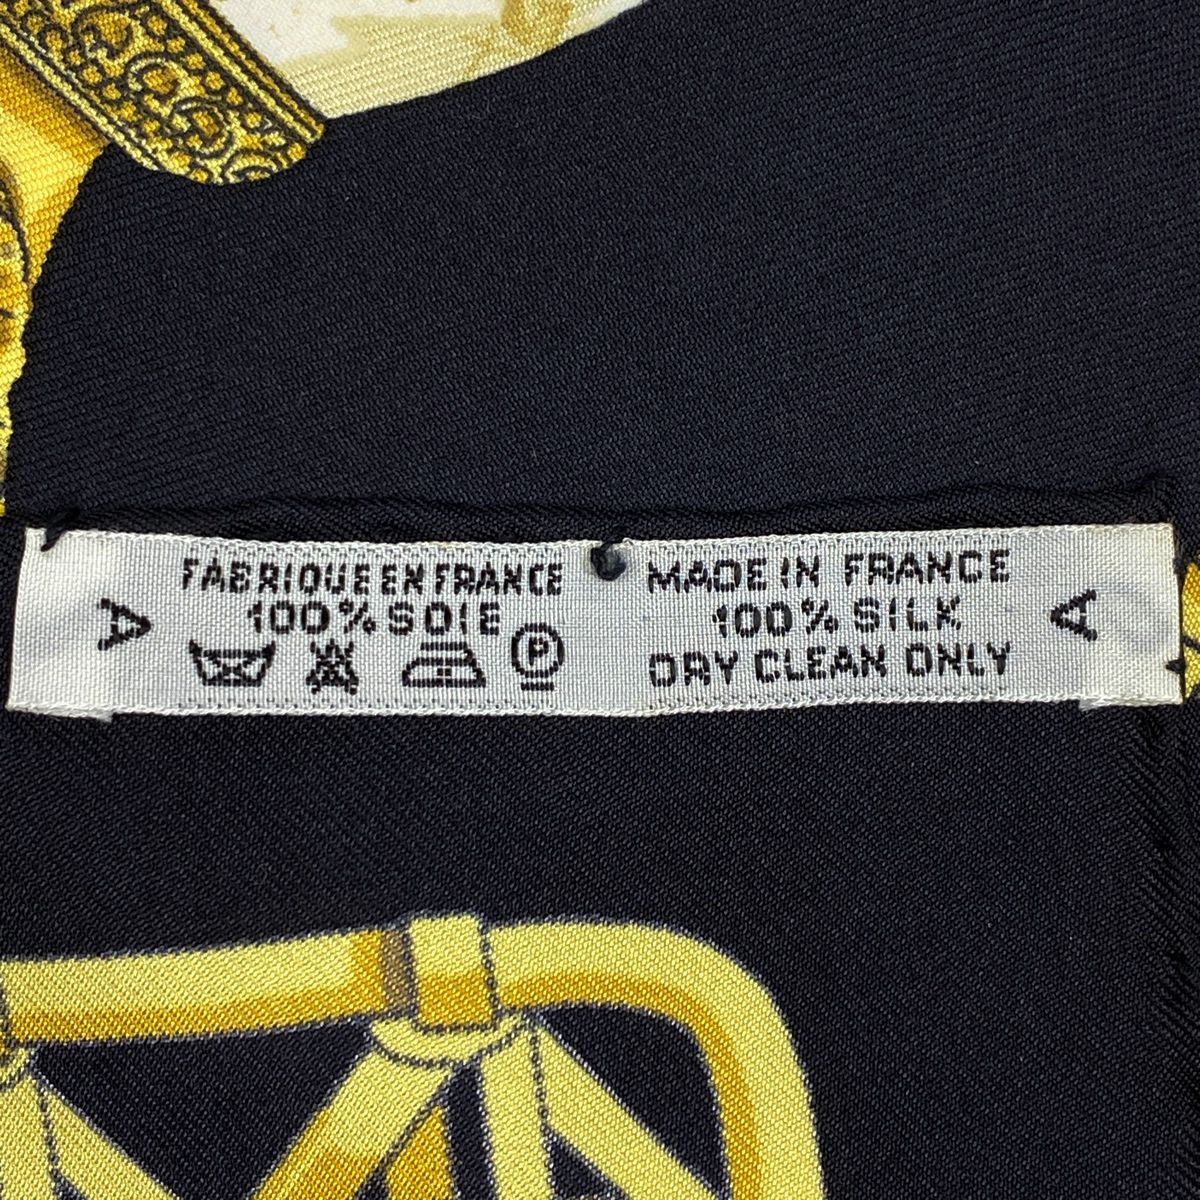 A
FABRIQUE EN FRANCE
100% SOIE
P
MADE IN FRANCE
100% SILK
DRY CLEAN ONLY
A